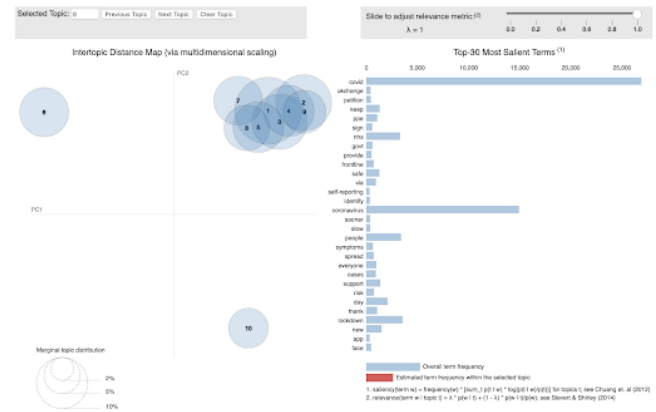 Selected Topic: 0 Previous Topic Next Topic Clear Topic
Slide to adjust relevance metric:(2)
λ = 1
0.0 0.2 0.4 0.6 0.8 1.0
Intertopic Distance Map (via multidimensional scaling)
PC2
PC1
6
7
1
4
2
9
3
8
5
10
Marginal topic distribution
2%
5%
10%
Top-30 Most Salient Terms (1)
0 5,000 10,000 15,000 20,000 25,000
covid
ukchange
petition
keep
ppe
sign
nhs
govt
provide
frontline
safe
via
self-reporting
identify
coronavirus
sooner
slow
people
symptoms
spread
everyone
cases
support
risk
day
thank
lockdown
new
app
face
Overall term frequency
Estimated term frequency within the selected topic
1. saliency(term w) = frequency(w) * [sum_t p(t | w) * log(p(t | w)/p(t))] for topics t; see Chuang et. al (2012)
2. relevance(term w | topic t) = λ * p(w | t) + (1 - λ) * p(w | t)/p(w); see Sievert & Shirley (2014)